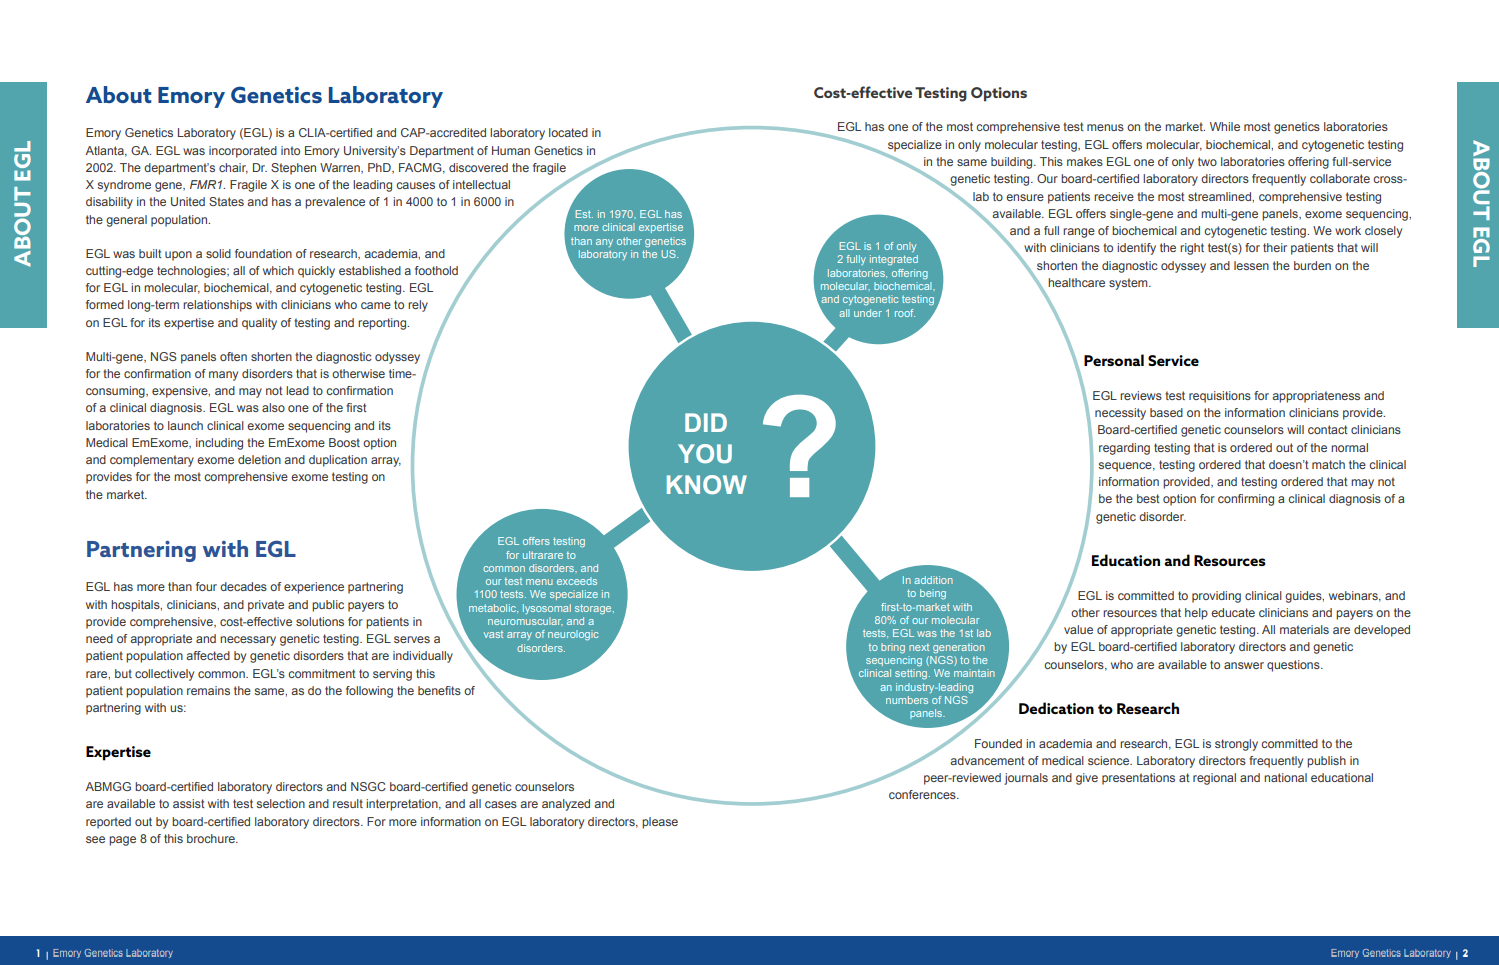 ABOUT EGL
About Emory Genetics Laboratory
Emory Genetics Laboratory (EGL) is a CLIA-certified and CAP-accredited laboratory located in
Atlanta, GA. EGL was incorporated into Emory University's Department of Human Genetics in
2002. The department's chair, Dr. Stephen Warren, PhD, FACMG, discovered the fragile
X syndrome gene, FMR1. Fragile X is one of the leading causes of intellectual
disability in the United States and has a prevalence of 1 in 4000 to 1 in 6000 in
the general population.
EGL was built upon a solid foundation of research, academia, and
cutting-edge technologies; all of which quickly established a foothold
for EGL in molecular, biochemical, and cytogenetic testing. EGL
formed long-term relationships with clinicians who came to rely
on EGL for its expertise and quality of testing and reporting.
Multi-gene, NGS panels often shorten the diagnostic odyssey
for the confirmation of many disorders that is otherwise time-
consuming, expensive, and may not lead to confirmation
of a clinical diagnosis. EGL was also one of the first
laboratories to launch clinical exome sequencing and its
Medical EmExome, including the EmExome Boost option
and complementary exome deletion and duplication array,
provides for the most comprehensive exome testing on
the market.
Partnering with EGL
EGL has more than four decades of experience partnering
with hospitals, clinicians, and private and public payers to
provide comprehensive, cost-effective solutions for patients in
need of appropriate and necessary genetic testing. EGL serves a
patient population affected by genetic disorders that are individually
rare, but collectively common. EGL's commitment to serving this
patient population remains the same, as do the following the benefits of
partnering with us:
Expertise
ABMGG board-certified laboratory directors and NSGC board-certified genetic counselors
are available to assist with test selection and result interpretation, and all cases are analyzed and
reported out by board-certified laboratory directors. For more information on EGL laboratory directors, please
see page 8 of this brochure.
Est. in 1970, EGL has
more clinical expertise
than any other genetics
laboratory in the US.
EGL is 1 of only
2 fully integrated
laboratories, offering
molecular, biochemical,
and cytogenetic testing
all under 1 roof.
DID
YOU
KNOW
?
EGL offers testing
for ultrarare to
common disorders, and
our test menu exceeds
1100 tests. We specialize in
metabolic, lysosomal storage,
neuromuscular, and a
vast array of neurologic
disorders.
In addition
to being
first-to-market with
80% of our molecular
tests, EGL was the 1st lab
to bring next generation
sequencing (NGS) to the
clinical setting. We maintain
an industry-leading
numbers of NGS
panels.
Cost-effective Testing Options
EGL has one of the most comprehensive test menus on the market. While most genetics laboratories
specialize in only molecular testing, EGL offers molecular, biochemical, and cytogenetic testing
in the same building. This makes EGL one of only two laboratories offering full-service
genetic testing. Our board-certified laboratory directors frequently collaborate cross-
lab to ensure patients receive the most streamlined, comprehensive testing
available. EGL offers single-gene and multi-gene panels, exome sequencing,
and a full range of biochemical and cytogenetic testing. We work closely
with clinicians to identify the right test(s) for their patients that will
shorten the diagnostic odyssey and lessen the burden on the
healthcare system.
Personal Service
EGL reviews test requisitions for appropriateness and
necessity based on the information clinicians provide.
Board-certified genetic counselors will contact clinicians
regarding testing that is ordered out of the normal
sequence, testing ordered that doesn't match the clinical
information provided, and testing ordered that may not
be the best option for confirming a clinical diagnosis of a
genetic disorder.
Education and Resources
EGL is committed to providing clinical guides, webinars, and
other resources that help educate clinicians and payers on the
value of appropriate genetic testing. All materials are developed
by EGL board-certified laboratory directors and genetic
counselors, who are available to answer questions.
Dedication to Research
Founded in academia and research, EGL is strongly committed to the
advancement of medical science. Laboratory directors frequently publish in
peer-reviewed journals and give presentations at regional and national educational
conferences.
ABOUT EGL
1 | Emory Genetics Laboratory
Emory Genetics Laboratory | 2